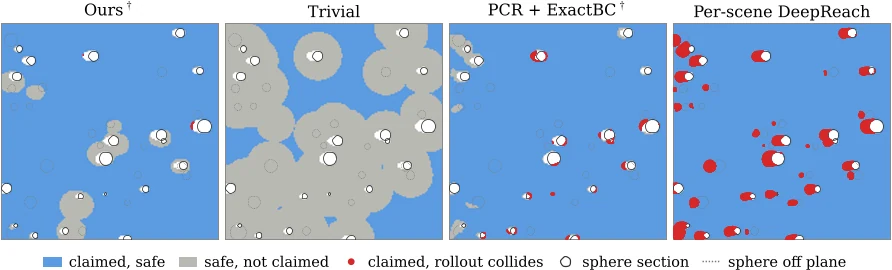 Ours † Trivial PCR + ExactBC † Per-scene DeepReach
claimed, safe safe, not claimed claimed, rollout collides sphere section sphere off plane